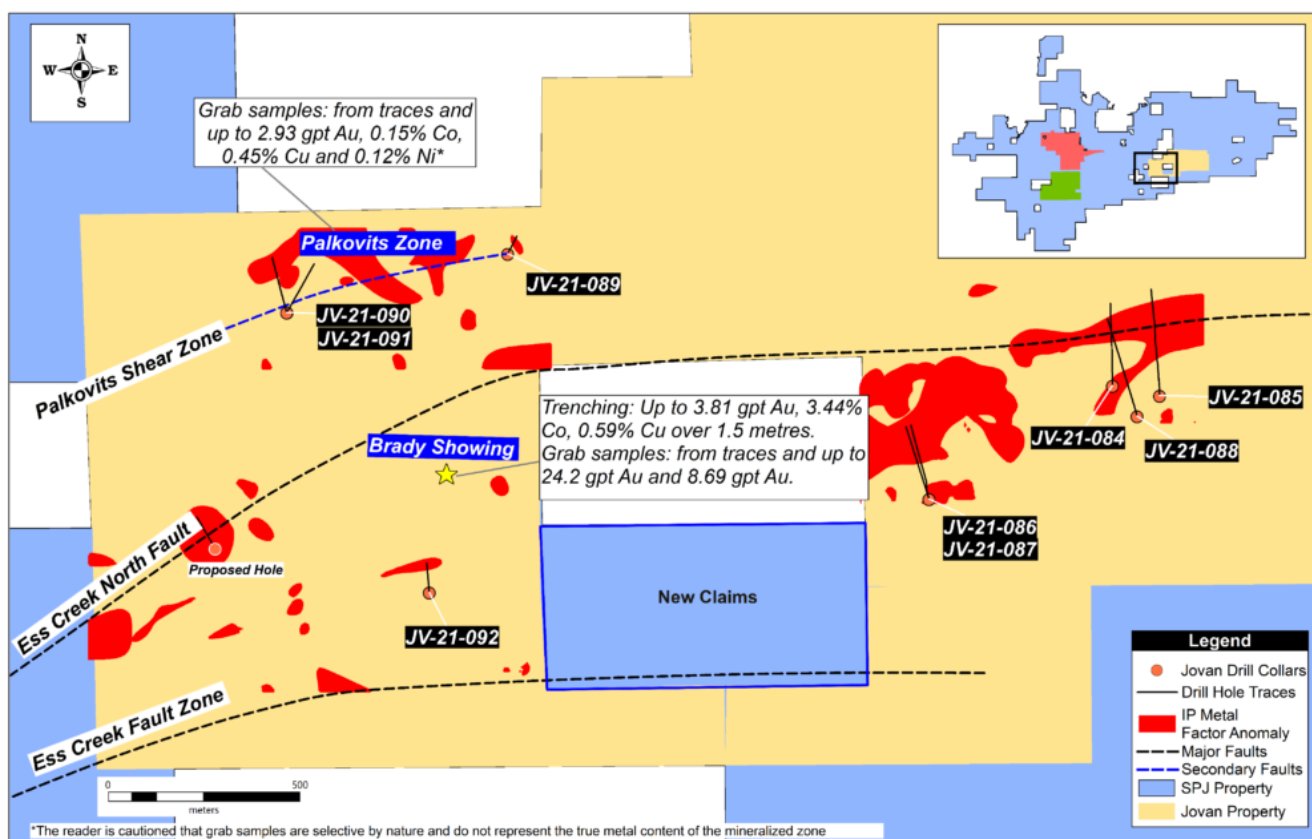 N
W E
S
Grab samples: from traces and
up to 2.93 gpt Au, 0.15% Co,
0.45% Cu and 0.12% Ni*
Palkovits Zone
JV-21-089
JV-21-090
JV-21-091
Palkovits Shear Zone
JV-21-085
JV-21-084
JV-21-088
Trenching: Up to 3.81 gpt Au, 3.44%
Co, 0.59% Cu over 1.5 metres.
Grab samples: from traces and up to
24.2 gpt Au and 8.69 gpt Au.
Brady Showing
JV-21-086
JV-21-087
Ess Creek North Fault
Proposed Hole
New Claims
JV-21-092
Ess Creek Fault Zone
Legend
Jovan Drill Collars
Drill Hole Traces
IP Metal
Factor Anomaly
Major Faults
Secondary Faults
SPJ Property
Jovan Property
0 500
meters
*The reader is cautioned that grab samples are selective by nature and do not represent the true metal content of the mineralized zone